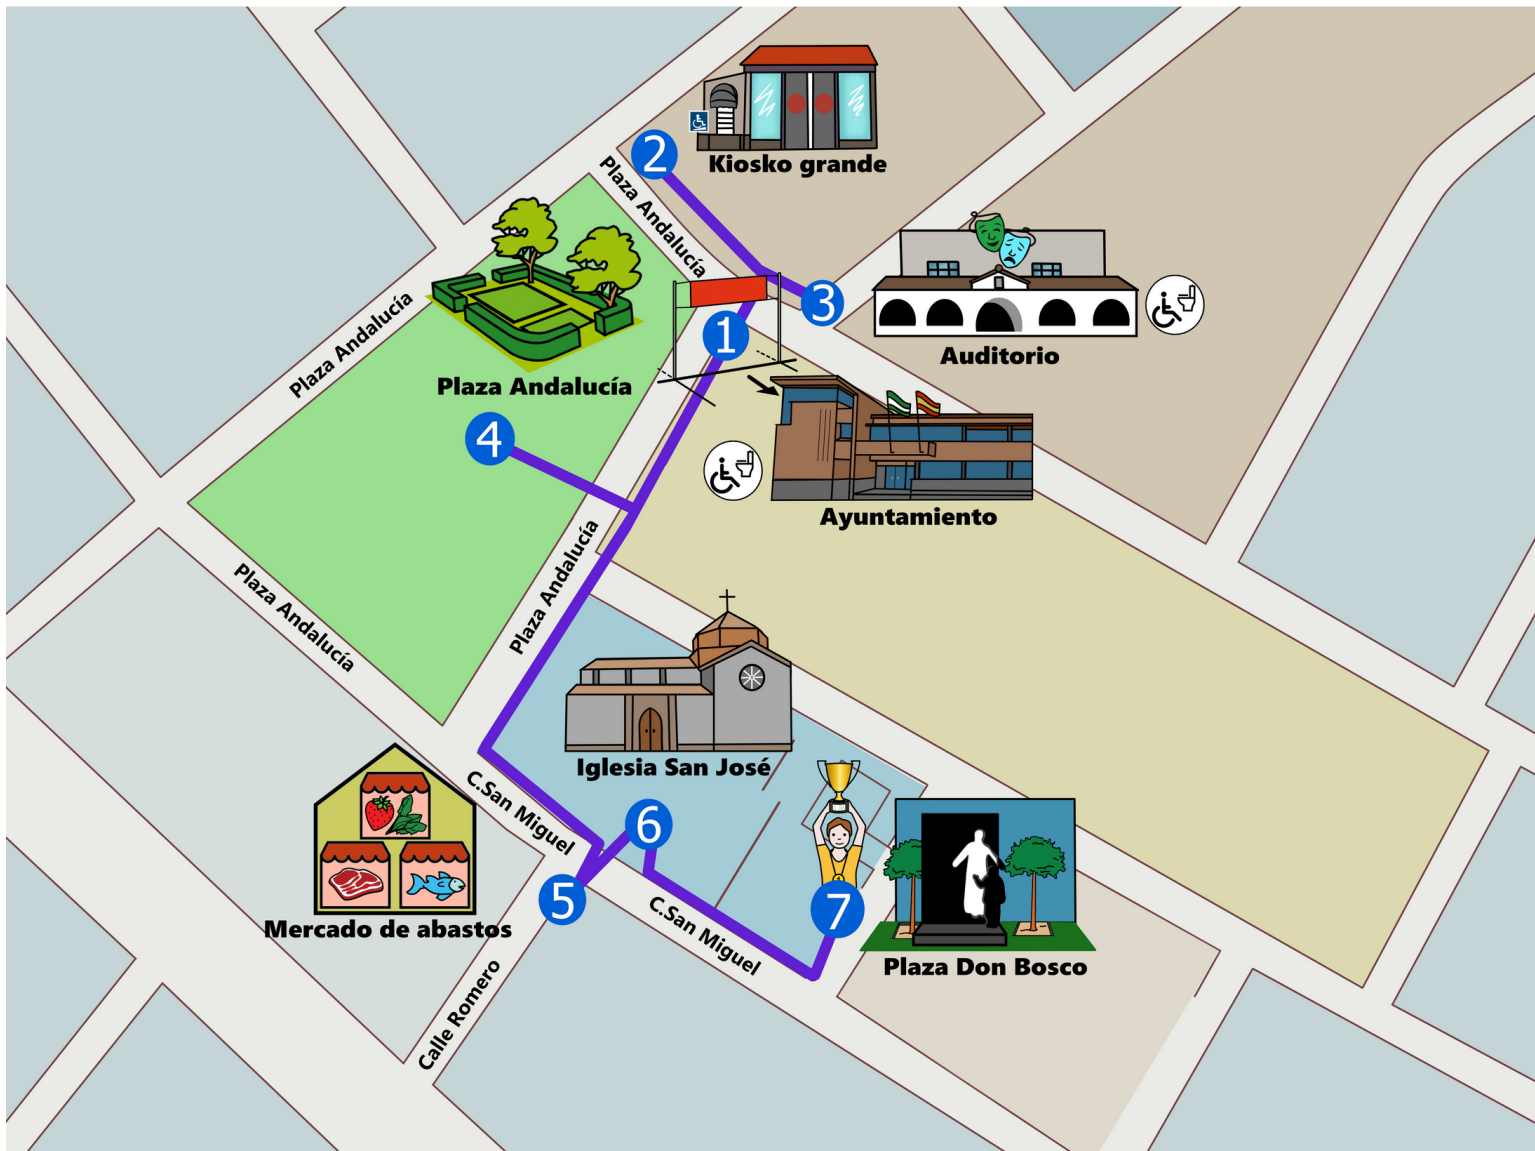 2
Kiosko grande
Plaza Andalucía
3
Auditorio
1
Plaza Andalucía
Plaza Andalucía
4
Ayuntamiento
Plaza Andalucía
Plaza Andalucía
Iglesia San José
C.San Miguel
6
5
Mercado de abastos
7
C.San Miguel
Plaza Don Bosco
Calle Romero